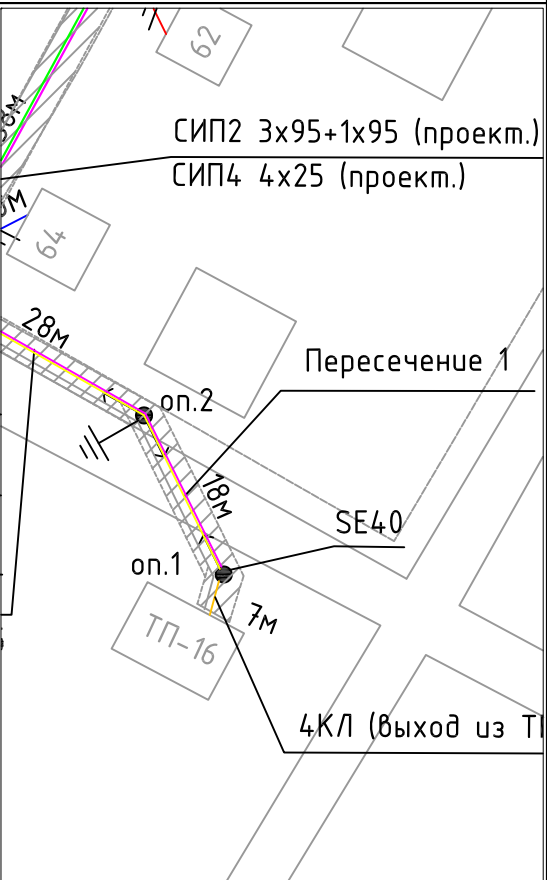 62
СИП2 3х95+1х95 (проект.)
СИП4 4х25 (проект.)
64
28м
Пересечение 1
оп.2
18м
SE40
оп.1
7м
ТП-16
4КЛ (выход из